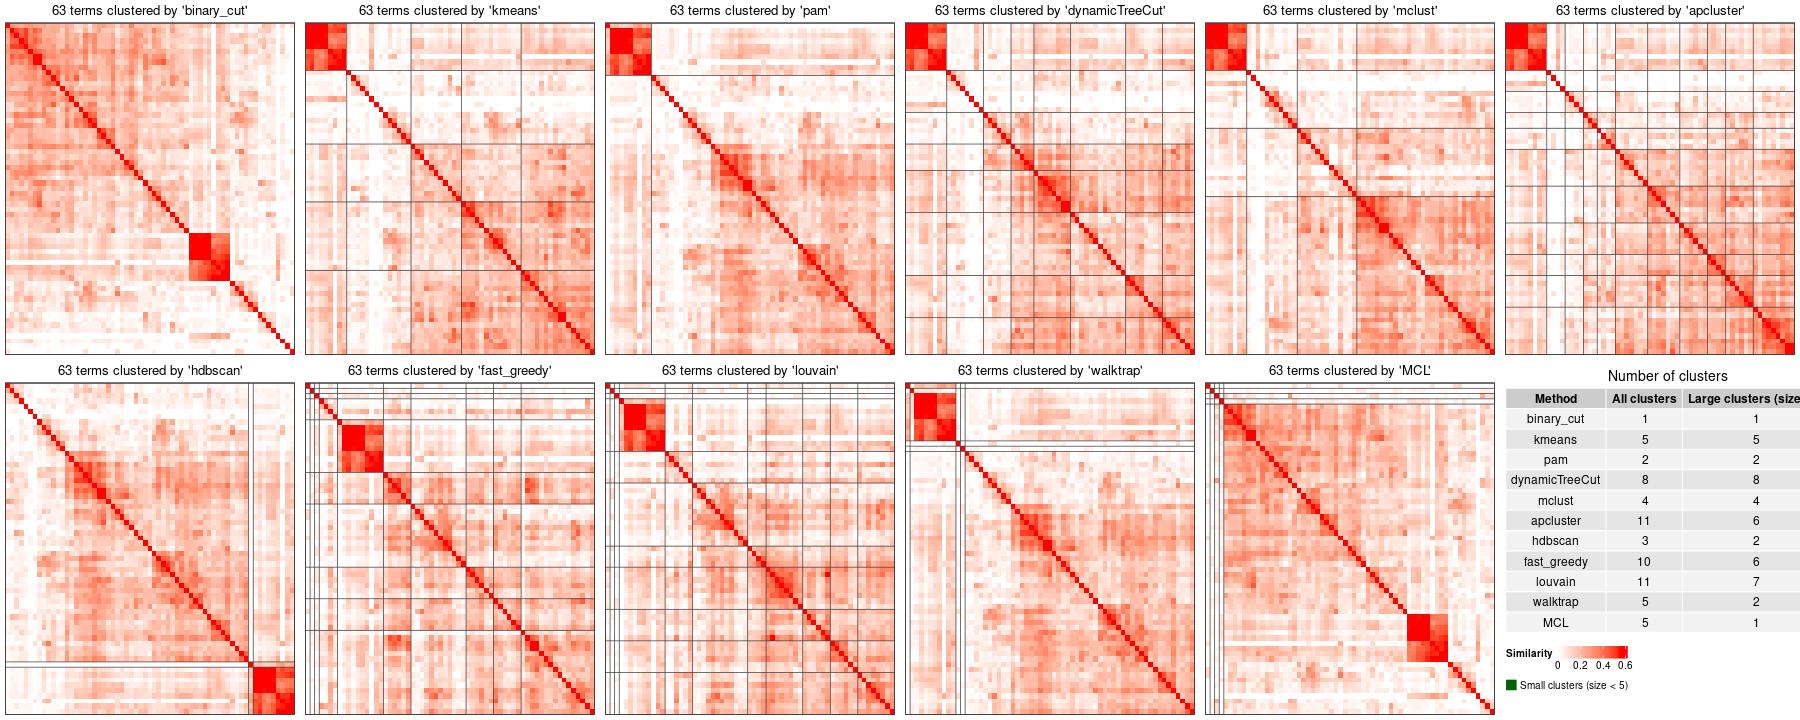 63 terms clustered by 'binary_cut'
63 terms clustered by 'kmeans'
63 terms clustered by 'pam'
63 terms clustered by 'dynamicTreeCut'
63 terms clustered by 'mclust'
63 terms clustered by 'apcluster'
63 terms clustered by 'hdbscan'
63 terms clustered by 'fast_greedy'
63 terms clustered by 'louvain'
63 terms clustered by 'walktrap'
63 terms clustered by 'MCL'
Number of clusters
Method All clusters Large clusters (size
binary_cut 1 1
kmeans 5 5
pam 2 2
dynamicTreeCut 8 8
mclust 4 4
apcluster 11 6
hdbscan 3 2
fast_greedy 10 6
louvain 11 7
walktrap 5 2
MCL 5 1
Similarity
0 0.2 0.4 0.6
Small clusters (size < 5)